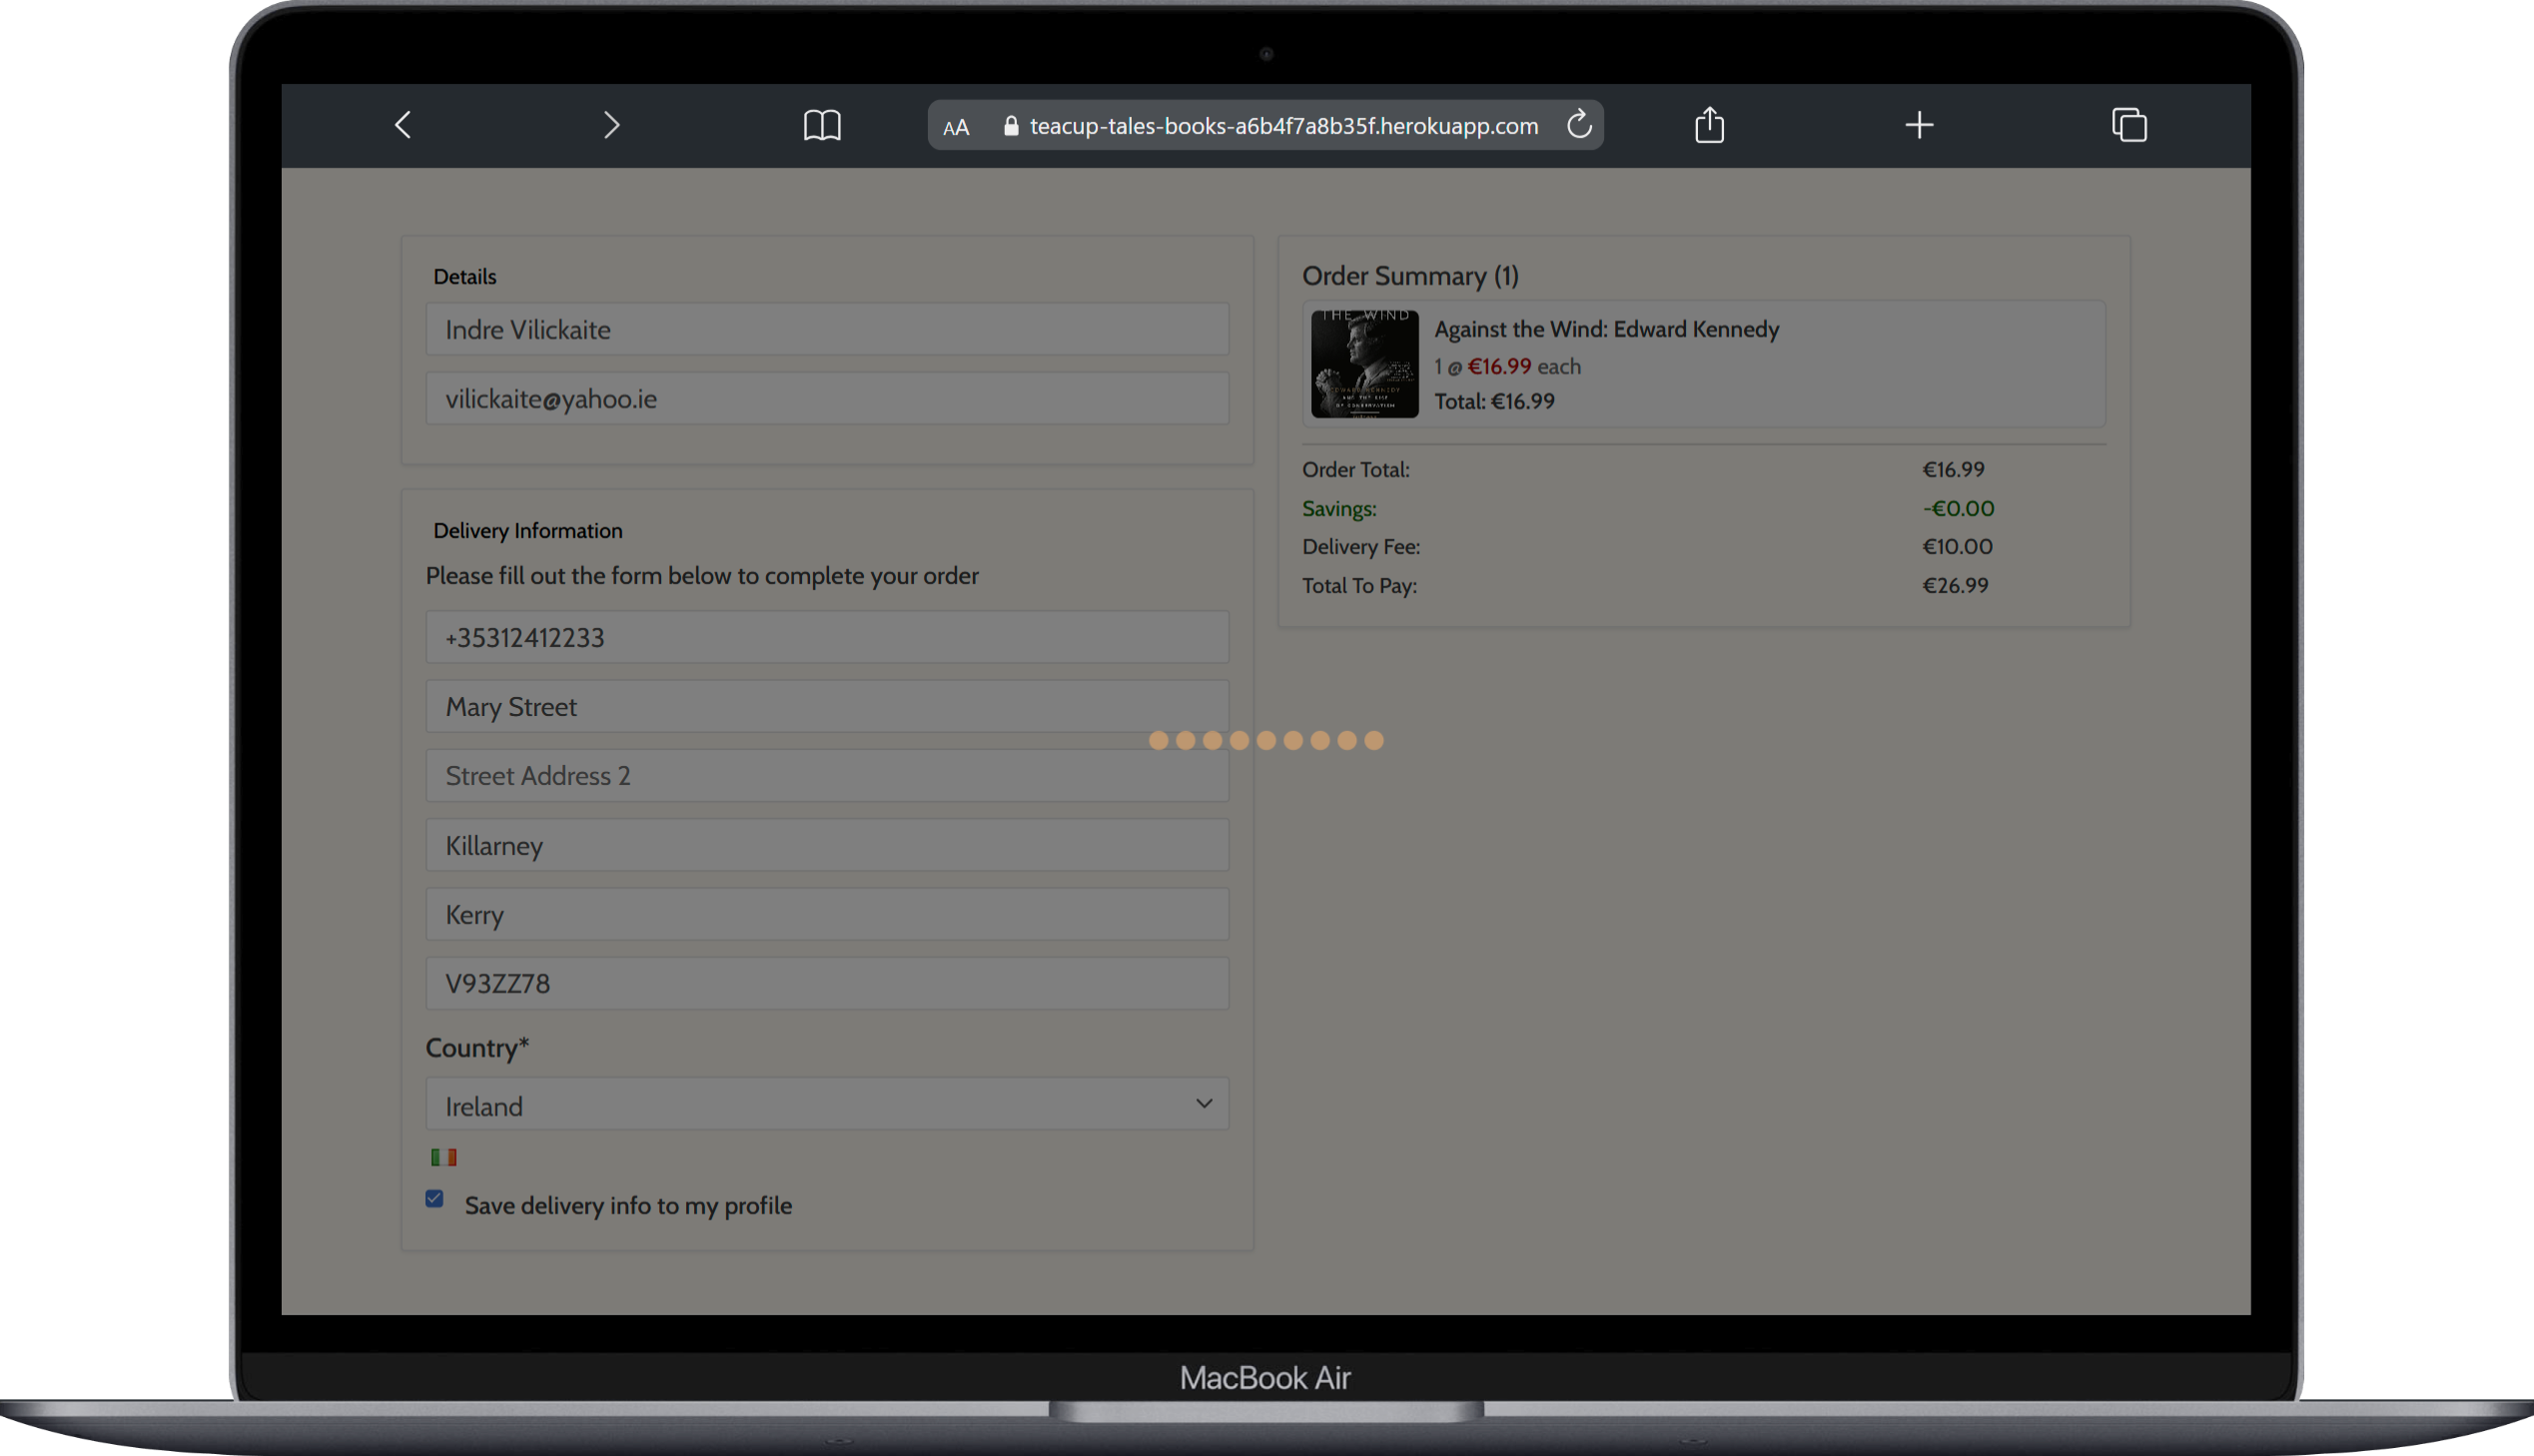 AA teacup-tales-books-a6b4f7a8b35f.herokuapp.com
Details
Indre Vilickaite
vilickaite@yahoo.ie
Delivery Information
Please fill out the form below to complete your order
+35312412233
Mary Street
Street Address 2
Killarney
Kerry
V93ZZ78
Country*
Ireland
Save delivery info to my profile
Order Summary (1)
THE WIND
Against the Wind: Edward Kennedy
1 @ €16.99 each
Total: €16.99
Order Total: €16.99
Savings: -€0.00
Delivery Fee: €10.00
Total To Pay: €26.99
MacBook Air